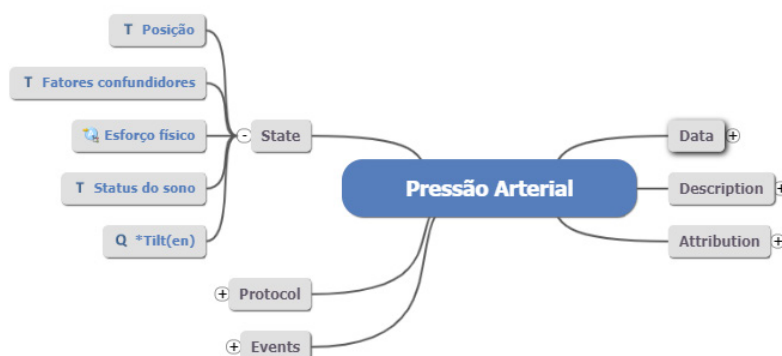 T Posição
T Fatores confundidores
Esforço físico
T Status do sono
Q *Tilt(en)
- State
Pressão Arterial
Data +
Description +
Attribution +
+ Protocol
+ Events